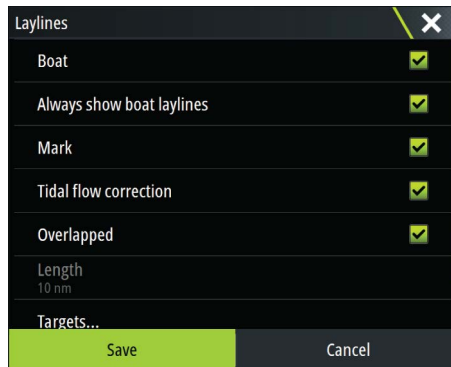 Laylines
Boat
Always show boat laylines
Mark
Tidal flow correction
Overlapped
Length
10 nm
Targets...
Save
Cancel